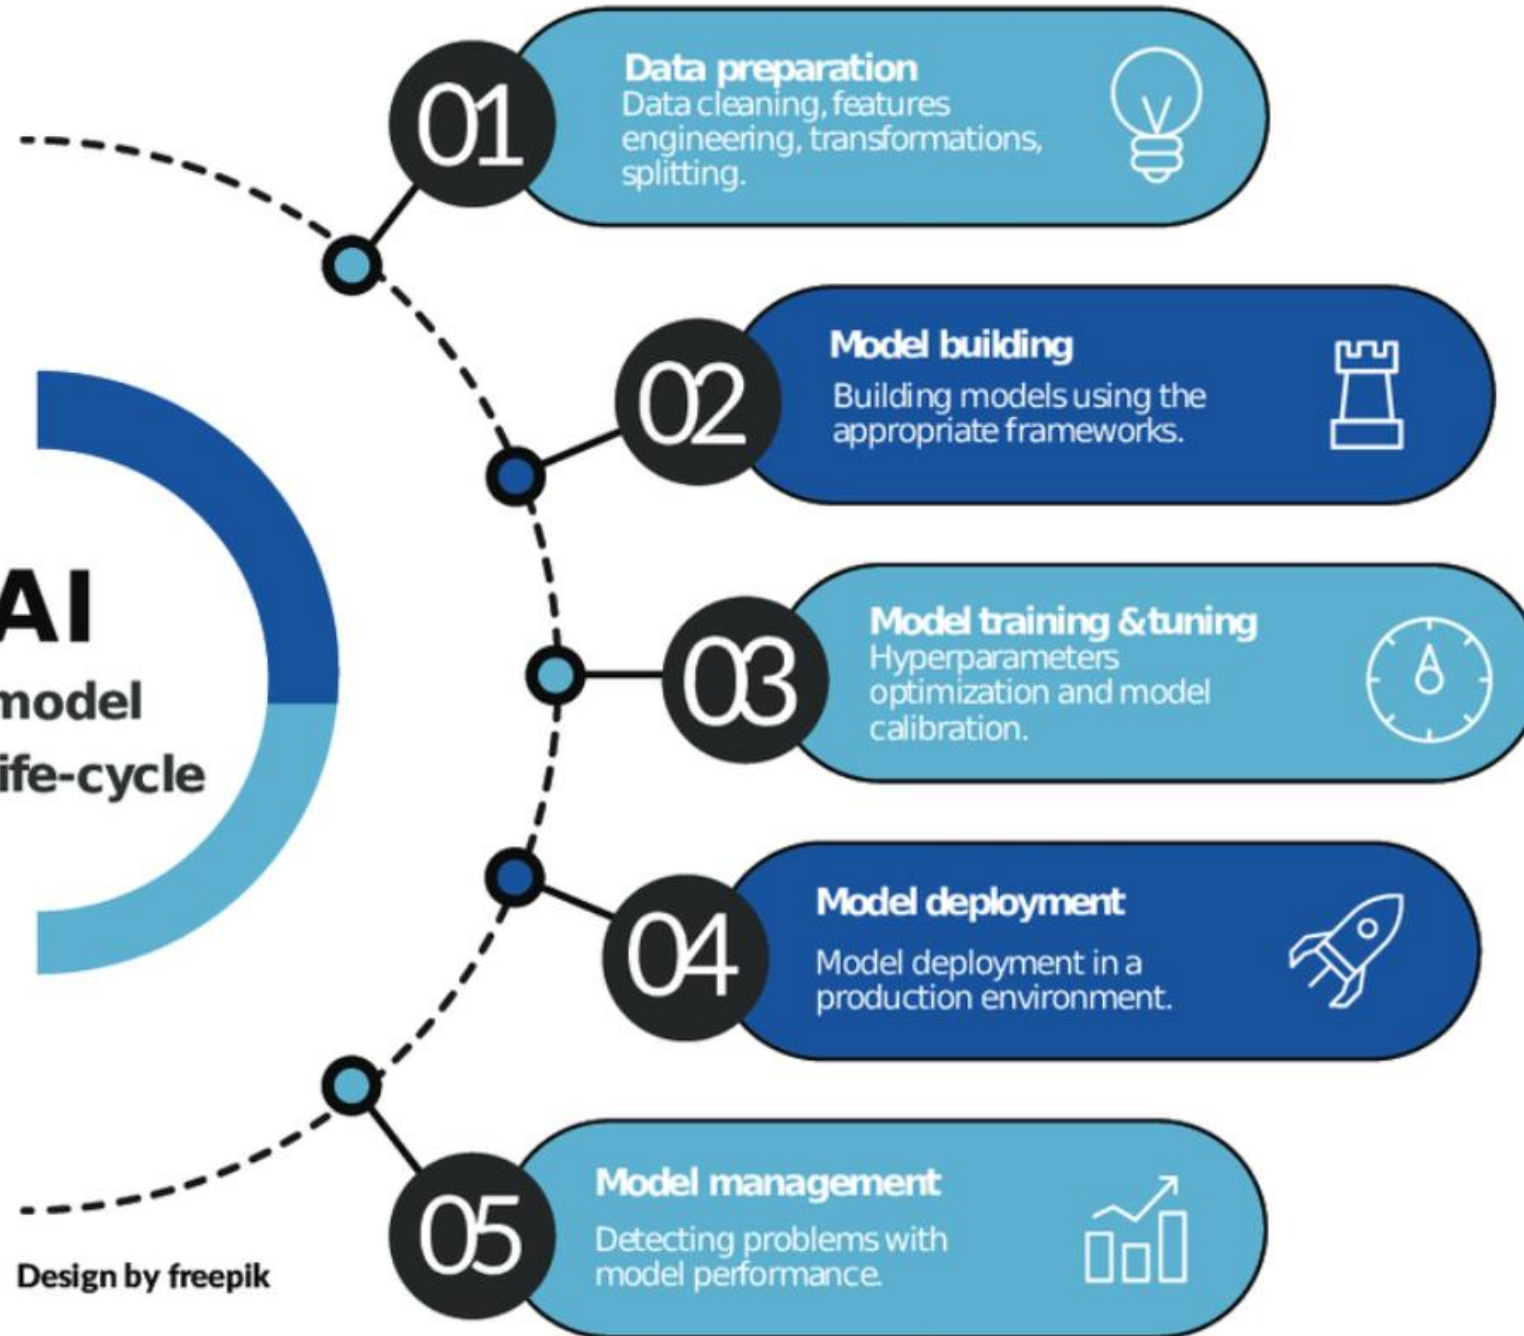 01
Data preparation
Data cleaning, features
engineering, transformations,
splitting.
02
Model building
Building models using the
appropriate frameworks.
AI
model
ife-cycle
03
Model training & tuning
Hyperparameters
optimization and model
calibration.
04
Model deployment
Model deployment in a
production environment.
05
Model management
Detecting problems with
model performance.
Design by freepik